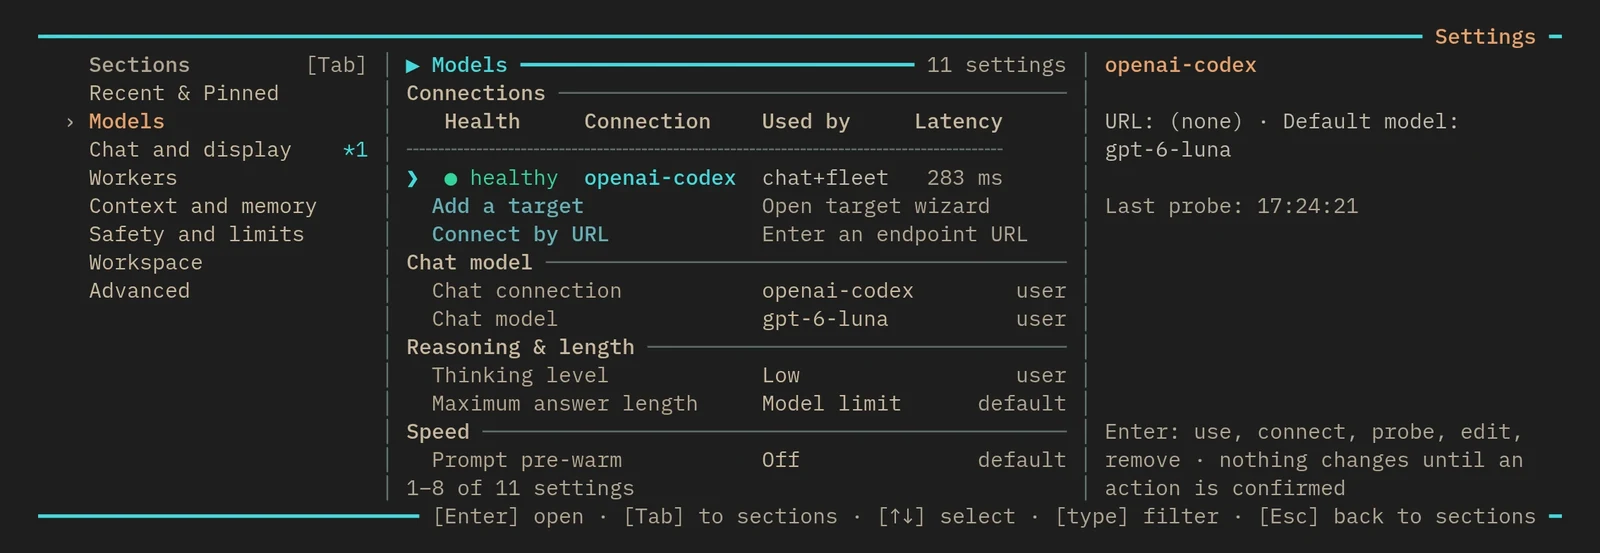 Settings
Sections [Tab]
Recent & Pinned
› Models
Chat and display *1
Workers
Context and memory
Safety and limits
Workspace
Advanced
▶ Models 11 settings
Connections
Health Connection Used by Latency
❯ ● healthy openai-codex chat+fleet 283 ms
Add a target Open target wizard
Connect by URL Enter an endpoint URL
Chat model
Chat connection openai-codex user
Chat model gpt-6-luna user
Reasoning & length
Thinking level Low user
Maximum answer length Model limit default
Speed
Prompt pre-warm Off default
1–8 of 11 settings
openai-codex
URL: (none) · Default model:
gpt-6-luna
Last probe: 17:24:21
Enter: use, connect, probe, edit,
remove · nothing changes until an
action is confirmed
[Enter] open · [Tab] to sections · [↑↓] select · [type] filter · [Esc] back to sections